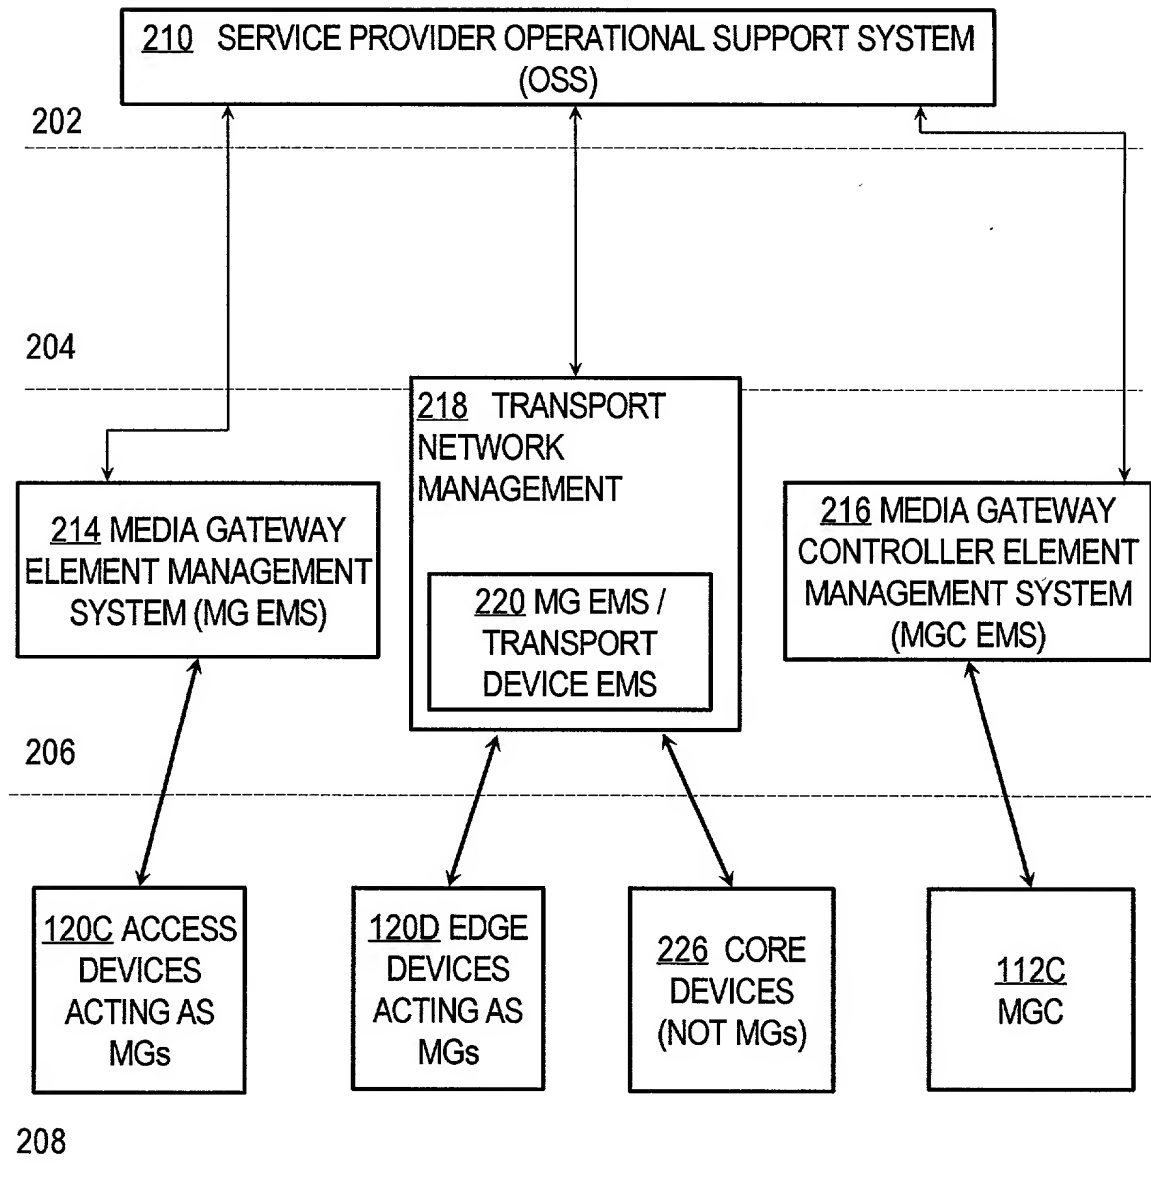 210 SERVICE PROVIDER OPERATIONAL SUPPORT SYSTEM
(OSS)
202
204
218 TRANSPORT
NETWORK
MANAGEMENT
214 MEDIA GATEWAY
ELEMENT MANAGEMENT
SYSTEM (MG EMS)
220 MG EMS /
TRANSPORT
DEVICE EMS
216 MEDIA GATEWAY
CONTROLLER ELEMENT
MANAGEMENT SYSTEM
(MGC EMS)
206
120C ACCESS
DEVICES
ACTING AS
MGs
120D EDGE
DEVICES
ACTING AS
MGs
226 CORE
DEVICES
(NOT MGs)
112C
MGC
208